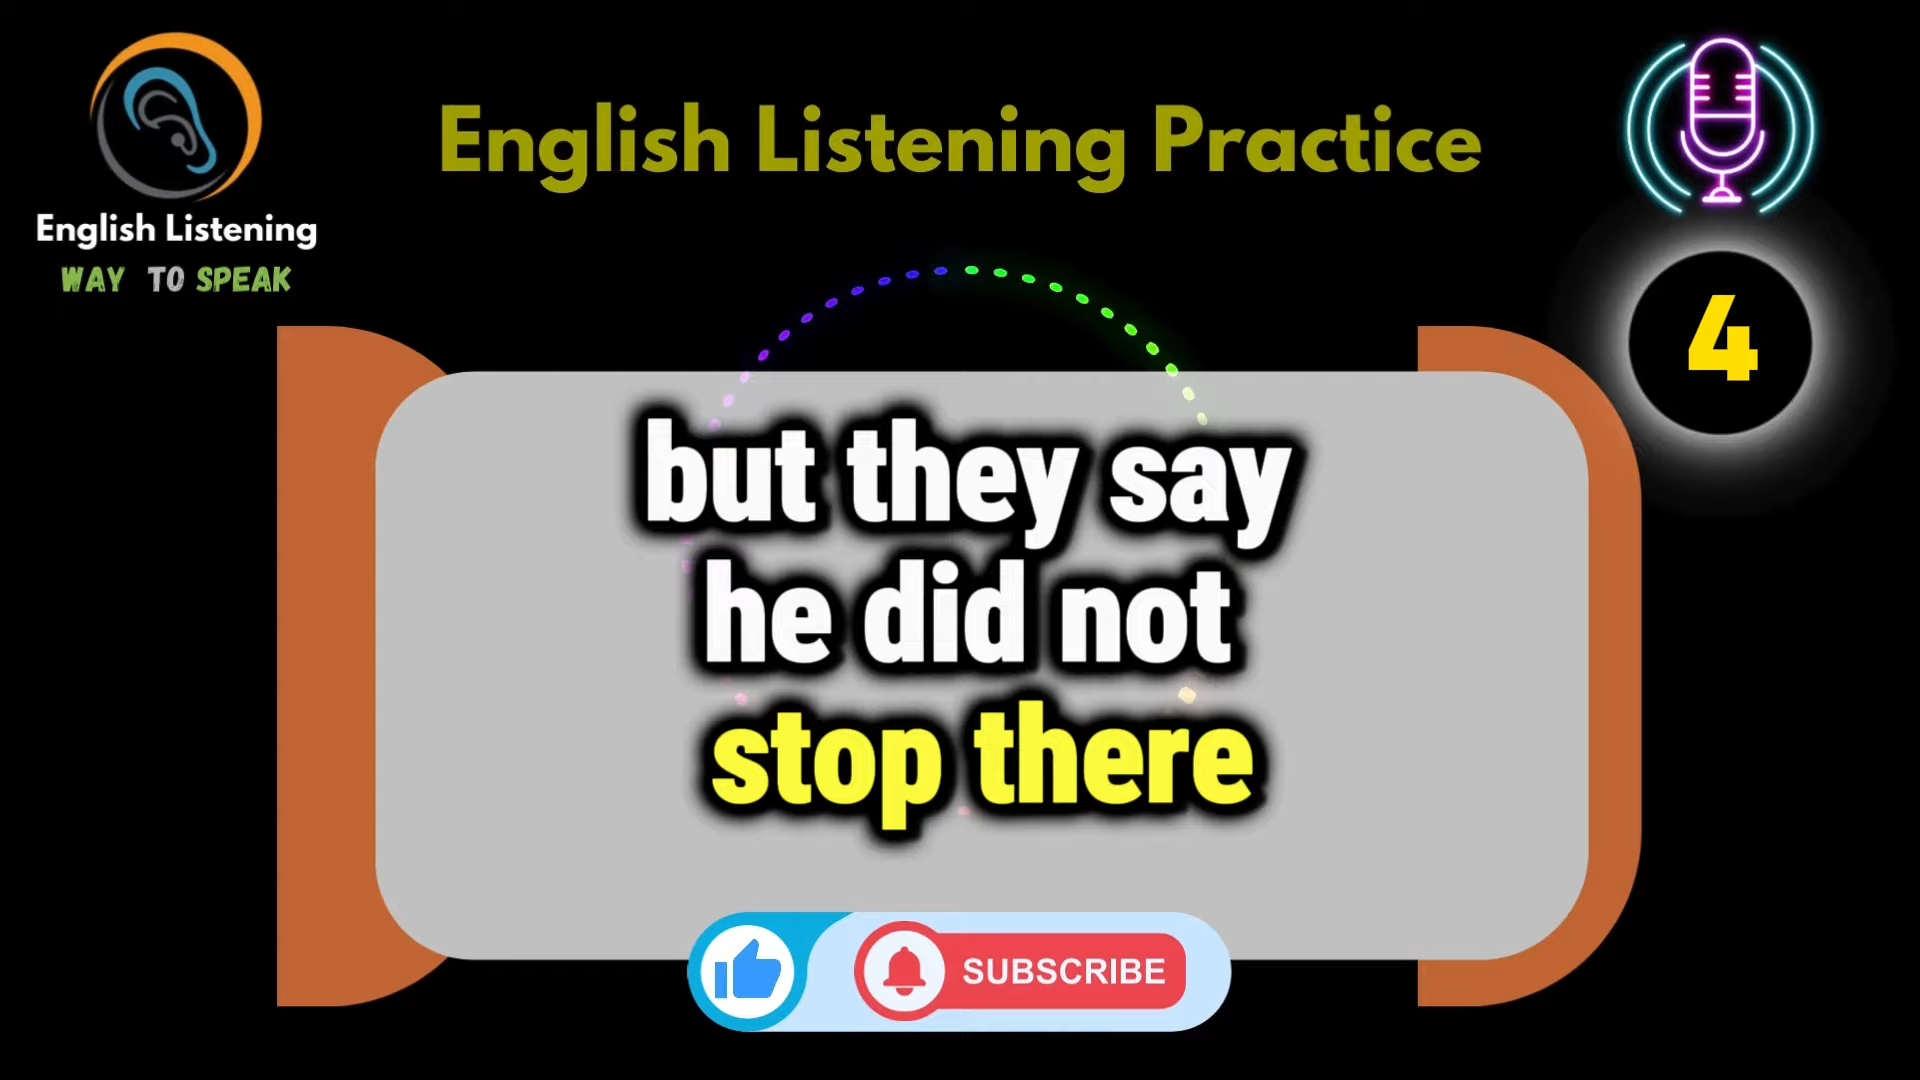 English Listening Practice
English Listening
WAY TO SPEAK
4
but they say
he did not
stop there
SUBSCRIBE